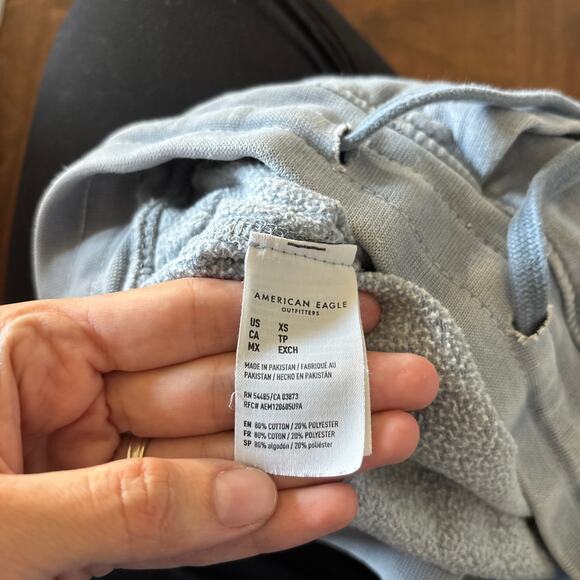 AMERICAN EAGLE
OUTFITTERS
US XS
CA TP
MX EXCH
MADE IN PAKISTAN / FABRIQUÉ AU
PAKISTAN / HECHO EN PAKISTÁN
RN 54485/CA 03873
RFC# AEM120605U9A
EN 80% COTTON / 20% POLYESTER
FR 80% COTON / 20% POLYESTER
SP 80% algodón / 20% poliéster